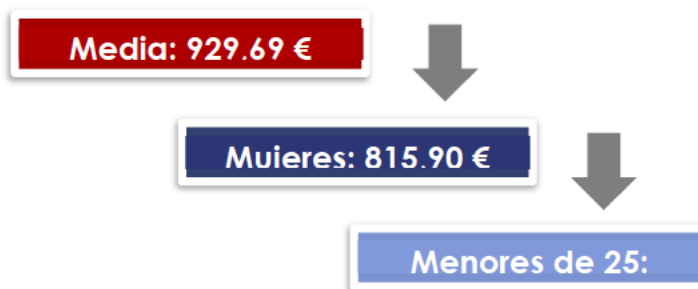 Media: 929.69 €
Mujeres: 815.90 €
Menores de 25: